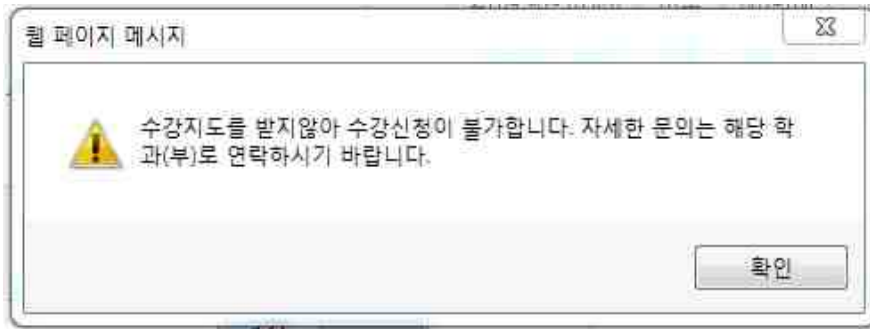 웹 페이지 메시지
수강지도를 받지않아 수강신청이 불가합니다. 자세한 문의는 해당 학
과(부)로 연락하시기 바랍니다.
확인